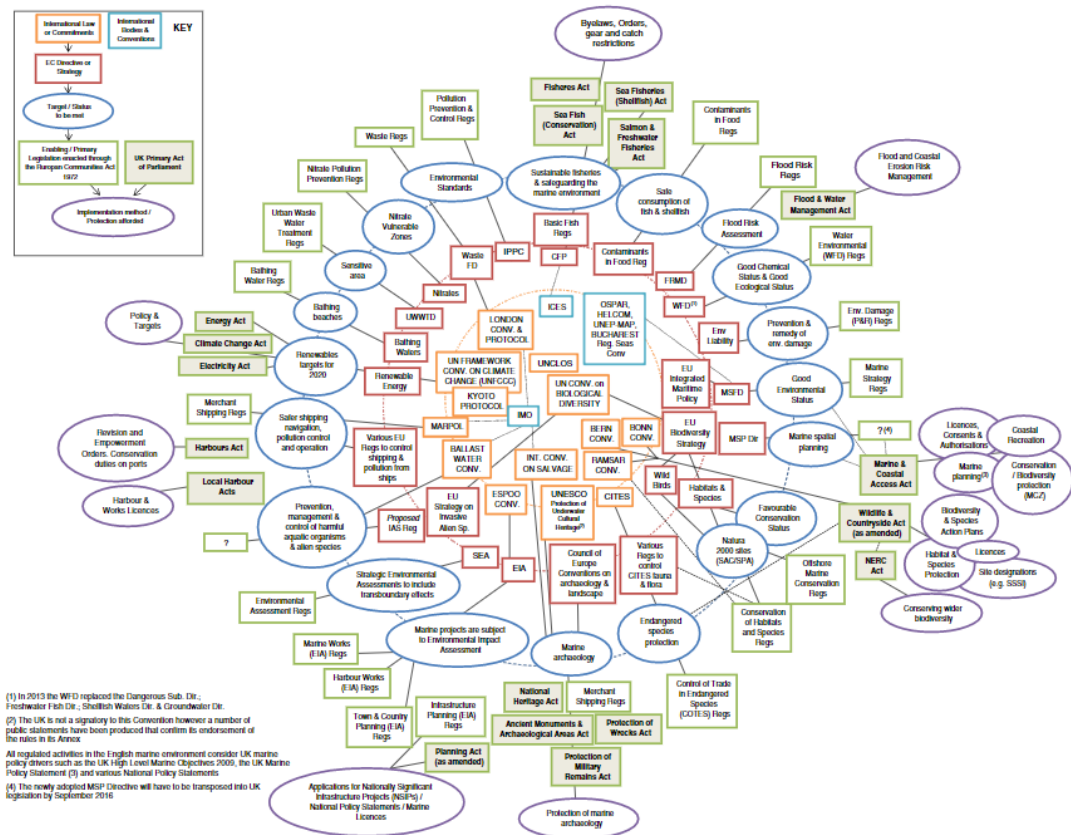 International Law
or Commitments
International
Bodies &
Conventions
KEY
EC Directive or
Strategy
Target / Status
to be met
Enabling / Primary
Legislation enacted through
the Europan Communities Act
1972
UK Primary Act
of Parliament
Implementation method /
Protection afforded
Byelaws, Orders,
gear and catch
restrictions
Fisheres Act
Sea Fisheries
(Shellfish) Act
Sea Fish
(Conservation)
Act
Salmon &
Freshwater
Fisheries
Act
Pollution
Prevention &
Control Regs
Contaminants
in Food
Regs
Waste Regs
Nitrate Pollution
Prevention Regs
Environmental
Standards
Sustainable fisheries
& safeguarding the
marine environment
Safe
consumption of
fish & shellfish
Flood Risk
Regs
Flood and Coastal
Erosion Risk
Management
Flood & Water
Management Act
Urban Waste
Water
Treatment
Regs
Nitrate
Vulnerable
Zones
Basic Fish
Regs
Flood Risk
Assessment
Water
Environmental
(WFD) Regs
Waste
FD
IPPC
CFP
Contaminants
in Food Reg
FRMD
Good Chemical
Status & Good
Ecological Status
Sensitive
area
Bathing
Water Regs
Nitrates
UWWTD
WFD(1)
ICES
OSPAR,
HELCOM,
UNEP-MAP,
BUCHAREST
Reg. Seas
Conv
Policy &
Targets
Bathing
beaches
LONDON
CONV. &
PROTOCOL
Env
Liability
Prevention &
remedy of
env. damage
Env. Damage
(P&R) Regs
Energy Act
Climate Change Act
Electricity Act
Renewables
targets for
2020
Bathing
Waters
Renewable
Energy
UN FRAMEWORK
CONV. ON CLIMATE
CHANGE (UNFCCC)
UNCLOS
UN CONV. on
BIOLOGICAL
DIVERSITY
EU
Integrated
Maritime
Policy
MSFD
Good
Environmental
Status
Marine
Strategy
Regs
Merchant
Shipping Regs
KYOTO
PROTOCOL
IMO
MARPOL
Safer shipping
navigation,
pollution control
and operation
BERN
CONV.
BONN
CONV.
EU
Biodiversity
Strategy
MSP Dir
Marine spatial
planning
? (4)
Licences,
Consents &
Authorisations
Coastal
Recreation
Revision and
Empowerment
Orders. Conservation
duties on ports
Harbours Act
Various EU
Regs to control
shipping &
pollution from
ships
BALLAST
WATER
CONV.
INT. CONV.
ON SALVAGE
RAMSAR
CONV.
Marine &
Coastal
Access Act
Marine
planning(3)
Conservation
/ Biodiversity
protection
(MCZ)
Local Harbour
Acts
Harbour &
Works Licences
Wild
Birds
Habitats &
Species
EU
Strategy on
Invasive
Alien Sp.
ESPOO
CONV.
UNESCO
Protection of
Underwater
Cultural
Heritage(2)
CITES
Favourable
Conservation
Status
Wildlife &
Countryside Act
(as amended)
Biodiversity
& Species
Action Plans
Prevention,
management &
control of harmful
aquatic organisms
& alien species
Proposed
IAS Reg
?
Natura
2000 sites
(SAC/SPA)
NERC
Act
Habitat &
Species
Protection
Licences
Site designations
(e.g. SSSI)
SEA
EIA
Council of
Europe
Conventions on
archaeology &
landscape
Various
Regs to
control
CITES fauna
& flora
Offshore
Marine
Conservation
Regs
Strategic Environmental
Assessments to include
transboundary effects
Environmental
Assessment Regs
Conservation
of Habitats
and Species
Regs
Conserving wider
biodiversity
Marine projects are subject
to Environmental Impact
Assessment
Marine
archaeology
Endangered
species
protection
Marine Works
(EIA) Regs
Harbour Works
(EIA) Regs
Control of Trade
in Endangered
Species
(COTES) Regs
National
Heritage Act
Merchant
Shipping Regs
Town & Country
Planning (EIA)
Regs
Infrastructure
Planning (EIA)
Regs
Ancient Monuments &
Archaeological Areas Act
Protection of
Wrecks Act
Planning Act
(as amended)
Protection of
Military
Remains Act
Applications for Nationally Significant
Infrastructure Projects (NSIPs) /
National Policy Statements / Marine
Licences
Protection of marine
archaeology
(1) In 2013 the WFD replaced the Dangerous Sub. Dir.;
Freshwater Fish Dir.; Shellfish Waters Dir. & Groundwater Dir.
(2) The UK is not a signatory to this Convention however a number of
public statements have been produced that confirm its endorsement of
the rules in its Annex
All regulated activities in the English marine environment consider UK marine
policy drivers such as the UK High Level Marine Objectives 2009, the UK Marine
Policy Statement (3) and various National Policy Statements
(4) The newly adopted MSP Directive will have to be transposed into UK
legislation by September 2016